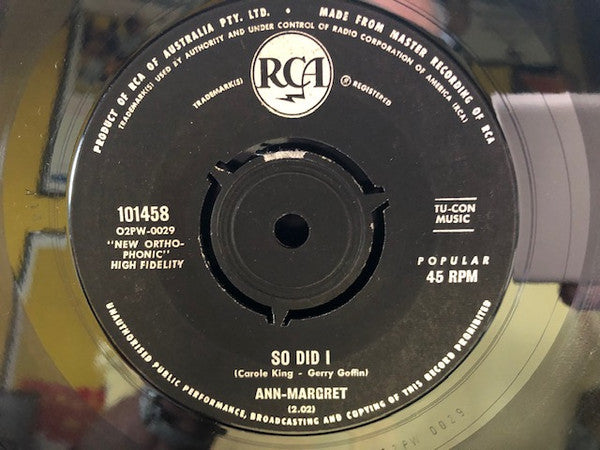 PRODUCT OF RCA OF AUSTRALIA PTY. LTD. • MADE FROM MASTER RECORDING OF RCA
TRADEMARK(S) USED BY AUTHORITY AND UNDER CONTROL OF RADIO CORPORATION OF AMERICA (RCA)
RCA
TRADEMARK(S) ® REGISTERED
101458
O2PW-0029
"NEW ORTHO-
PHONIC"
HIGH FIDELITY
TU-CON
MUSIC
POPULAR
45 RPM
SO DID I
(Carole King - Gerry Goffin)
ANN-MARGRET
(2.02)
UNAUTHORISED PUBLIC PERFORMANCE, BROADCASTING AND COPYING OF THIS RECORD PROHIBITED
PW 0029